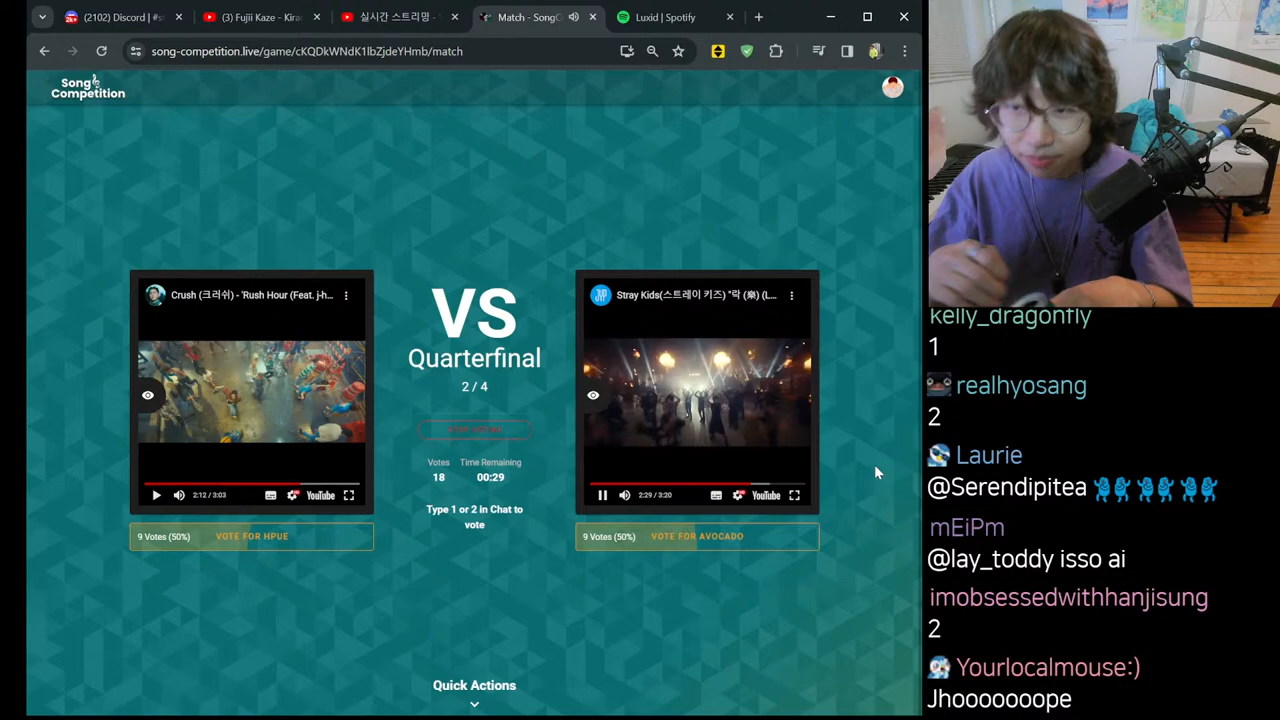 (2102) Discord | #s
(3) Fujii Kaze - Kira
실시간 스트리밍 -
Match - SongC
Luxid | Spotify
song-competition.live/game/cKQDkWNdK1lbZjdeYHmb/match
Song
Competition
Crush (크러쉬) - 'Rush Hour (Feat. j-h...
2:12 / 3:03
YouTube
9 Votes (50%)
VOTE FOR HPUE
VS
Quarterfinal
2 / 4
Votes
Time Remaining
18
00:29
Type 1 or 2 in Chat to
vote
Stray Kids(스트레이 키즈) "락 (樂) (L...
2:29 / 3:20
YouTube
9 Votes (50%)
VOTE FOR AVOCADO
Quick Actions
kelly_dragonfly
1
realhyosang
2
Laurie
@Serendipitea
mEiPm
@lay_toddy isso ai
imobsessedwithhanjisung
2
Yourlocalmouse:)
Jhooooooope